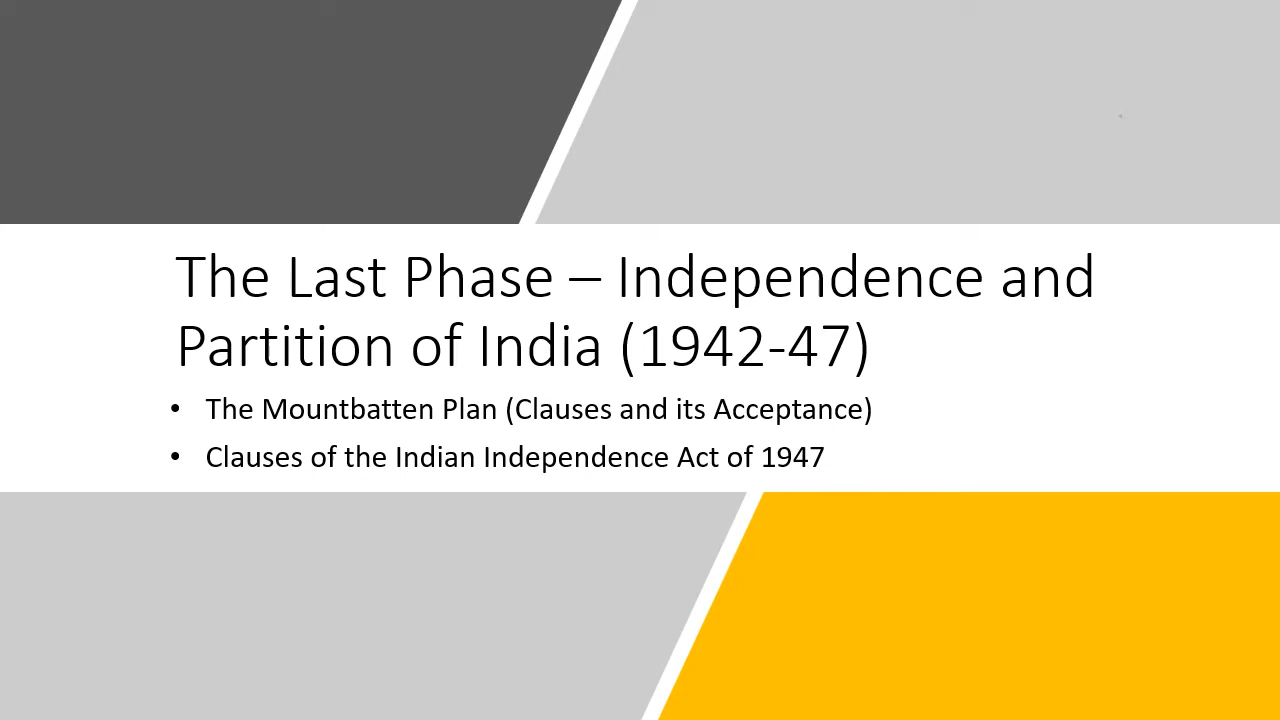 The Last Phase – Independence and
Partition of India (1942-47)
• The Mountbatten Plan (Clauses and its Acceptance)
• Clauses of the Indian Independence Act of 1947